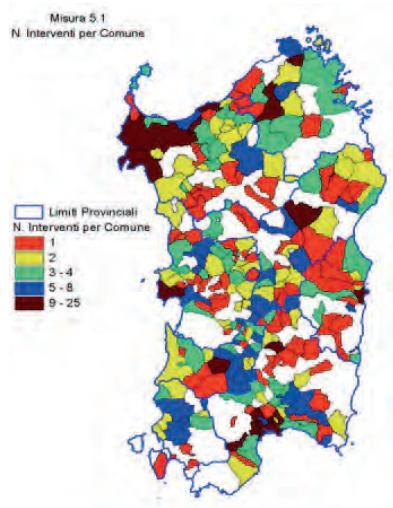 Misura 5.1
N. Interventi per Comune
Limiti Provinciali
N. Interventi per Comune
1
2
3 - 4
5 - 8
9 - 25